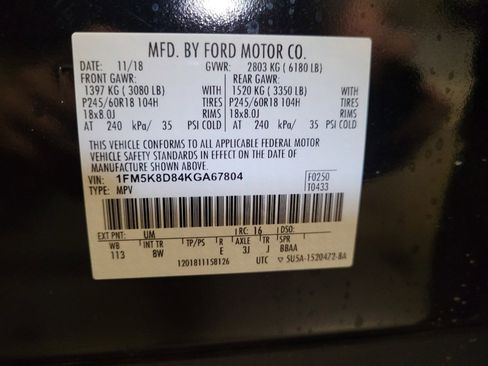 MFD. BY FORD MOTOR CO.
DATE: 11/18 GVWR: 2803 KG ( 6180 LB)
FRONT GAWR: REAR GAWR:
1397 KG ( 3080 LB) 1520 KG ( 3350 LB)
P245/60R18 104H TIRES P245/60R18 104H TIRES
18x8.0J RIMS 18x8.0J RIMS
AT 240 kPa/ 35 PSI COLD AT 240 kPa/ 35 PSI COLD
THIS VEHICLE CONFORMS TO ALL APPLICABLE FEDERAL MOTOR
VEHICLE SAFETY STANDARDS IN EFFECT ON THE DATE OF
MANUFACTURE SHOWN ABOVE.
VIN: 1FM5K8D84KGA67804 F0250
TYPE: MPV T0433
EXT PNT: UM RC: 16 DSO:
WB INT TR TP/PS R AXLE TR SPR
113 8W E 3J J BBAA
1201811158126 UTC ▽ 5U5A-1520472-BA